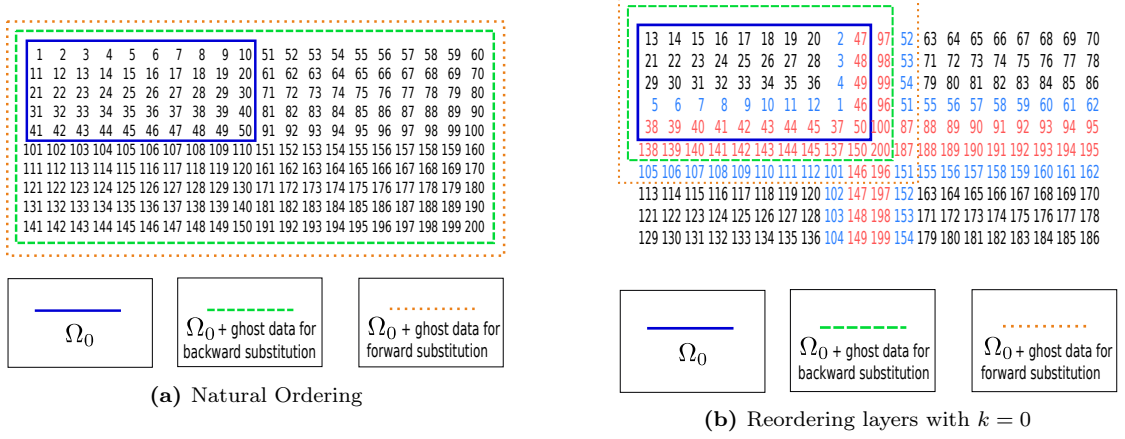 1 2 3 4 5 6 7 8 9 10 51 52 53 54 55 56 57 58 59 60
11 12 13 14 15 16 17 18 19 20 61 62 63 64 65 66 67 68 69 70
21 22 23 24 25 26 27 28 29 30 71 72 73 74 75 76 77 78 79 80
31 32 33 34 35 36 37 38 39 40 81 82 83 84 85 86 87 88 89 90
41 42 43 44 45 46 47 48 49 50 91 92 93 94 95 96 97 98 99 100
101 102 103 104 105 106 107 108 109 110 151 152 153 154 155 156 157 158 159 160
111 112 113 114 115 116 117 118 119 120 161 162 163 164 165 166 167 168 169 170
121 122 123 124 125 126 127 128 129 130 171 172 173 174 175 176 177 178 179 180
131 132 133 134 135 136 137 138 139 140 181 182 183 184 185 186 187 188 189 190
141 142 143 144 145 146 147 148 149 150 191 192 193 194 195 196 197 198 199 200
Ω₀
Ω₀ + ghost data for
backward substitution
Ω₀ + ghost data for
forward substitution
(a) Natural Ordering
13 14 15 16 17 18 19 20 2 47 97 52 63 64 65 66 67 68 69 70
21 22 23 24 25 26 27 28 3 48 98 53 71 72 73 74 75 76 77 78
29 30 31 32 33 34 35 36 4 49 99 54 79 80 81 82 83 84 85 86
5 6 7 8 9 10 11 12 1 46 96 51 55 56 57 58 59 60 61 62
38 39 40 41 42 43 44 45 37 50 100 87 88 89 90 91 92 93 94 95
138 139 140 141 142 143 144 145 137 150 200 187 188 189 190 191 192 193 194 195
105 106 107 108 109 110 111 112 101 146 196 151 155 156 157 158 159 160 161 162
113 114 115 116 117 118 119 120 102 147 197 152 163 164 165 166 167 168 169 170
121 122 123 124 125 126 127 128 103 148 198 153 171 172 173 174 175 176 177 178
129 130 131 132 133 134 135 136 104 149 199 154 179 180 181 182 183 184 185 186
Ω₀
Ω₀ + ghost data for
backward substitution
Ω₀ + ghost data for
forward substitution
(b) Reordering layers with k = 0